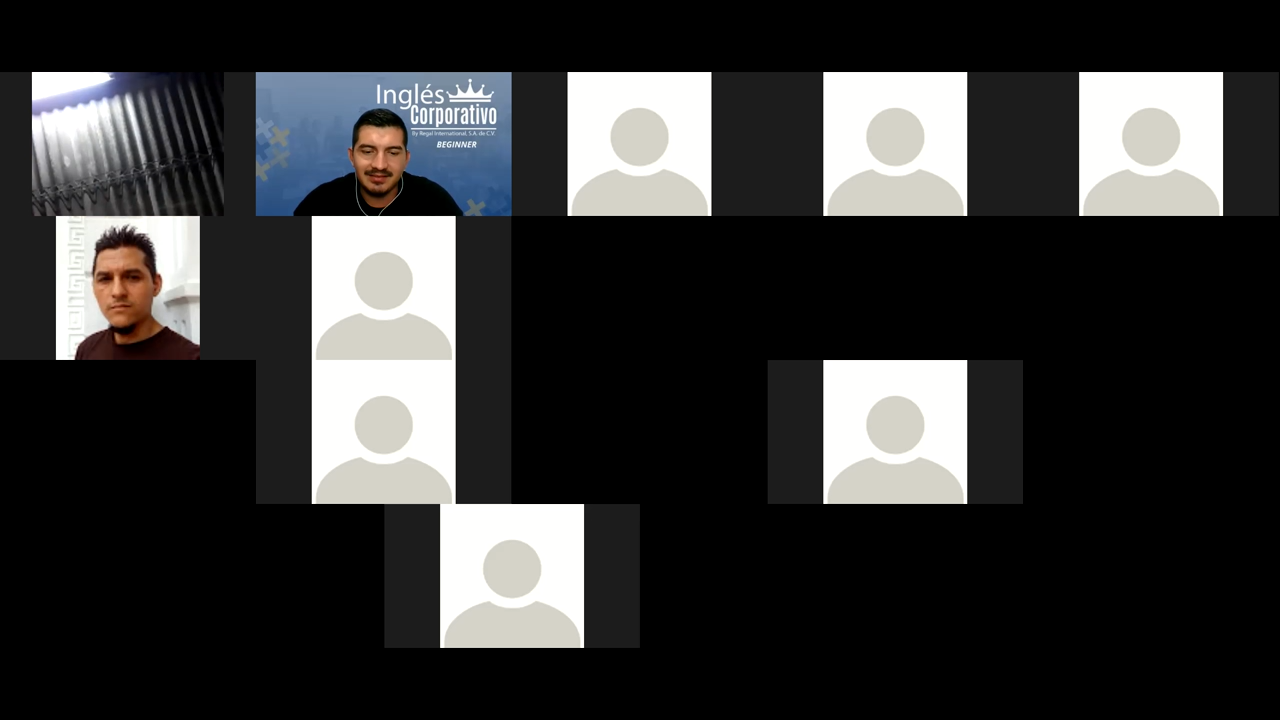 Inglés
Corporativo
By Regal International, S.A. de C.V.
BEGINNER